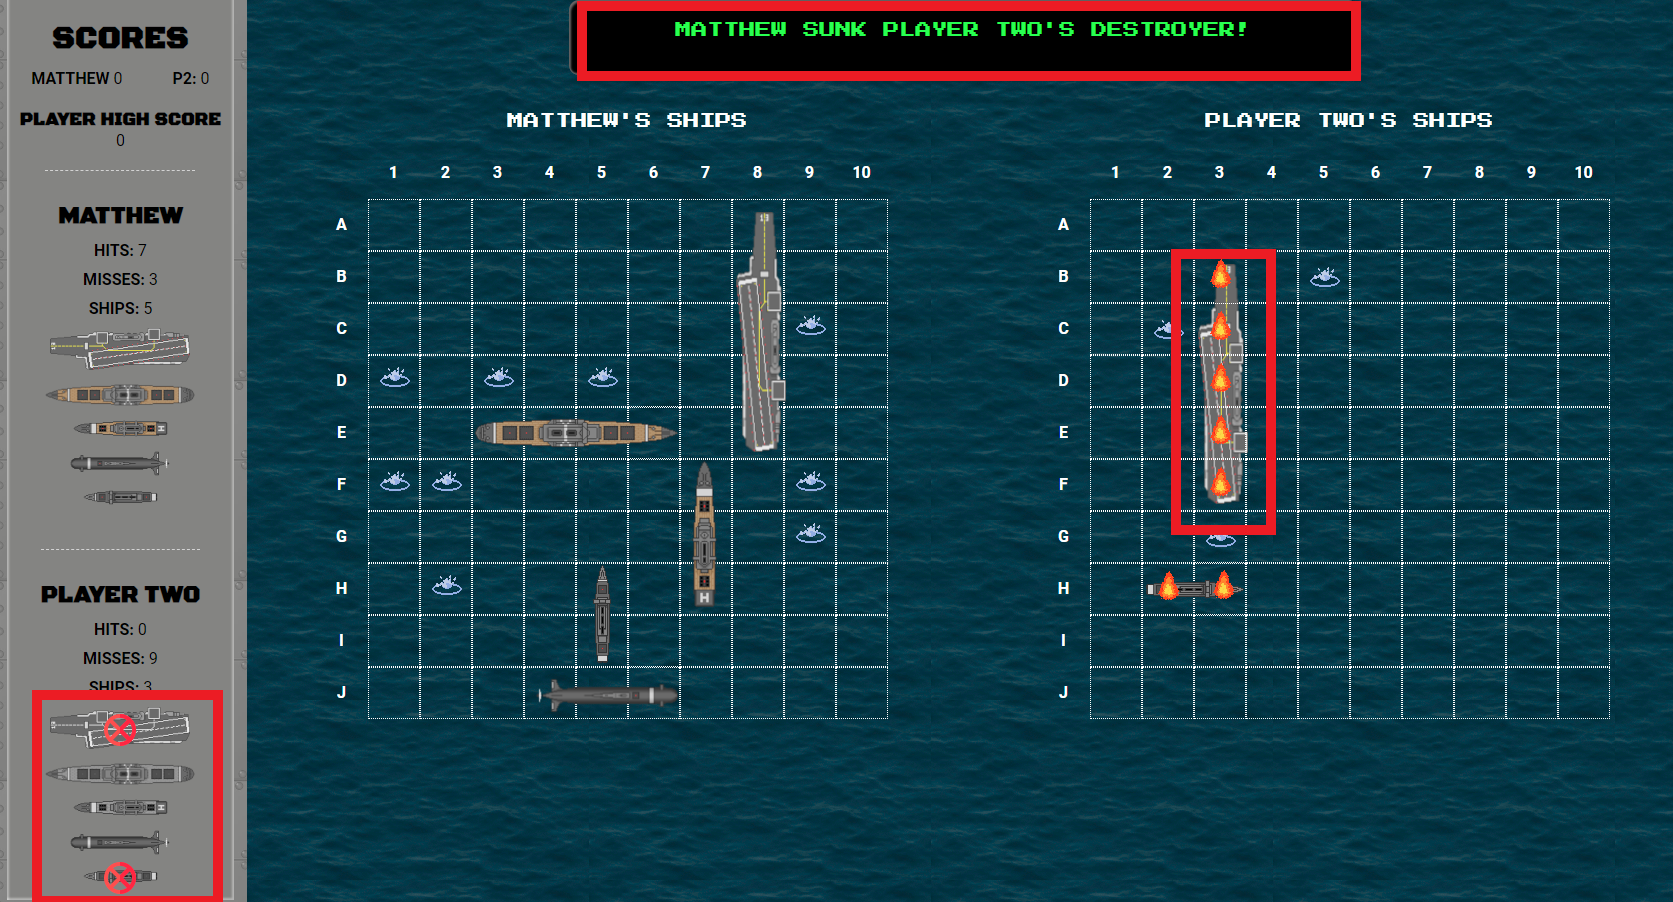 SCORES
MATTHEW 0 P2: 0
PLAYER HIGH SCORE
0
MATTHEW
HITS: 7
MISSES: 3
SHIPS: 5
PLAYER TWO
HITS: 0
MISSES: 9
SHIPS: 3
MATTHEW SUNK PLAYER TWO'S DESTROYER!
MATTHEW'S SHIPS
1 2 3 4 5 6 7 8 9 10
A
B
C
D
E
F
G
H
I
J
H
PLAYER TWO'S SHIPS
1 2 3 4 5 6 7 8 9 10
A
B
C
D
E
F
G
H
I
J